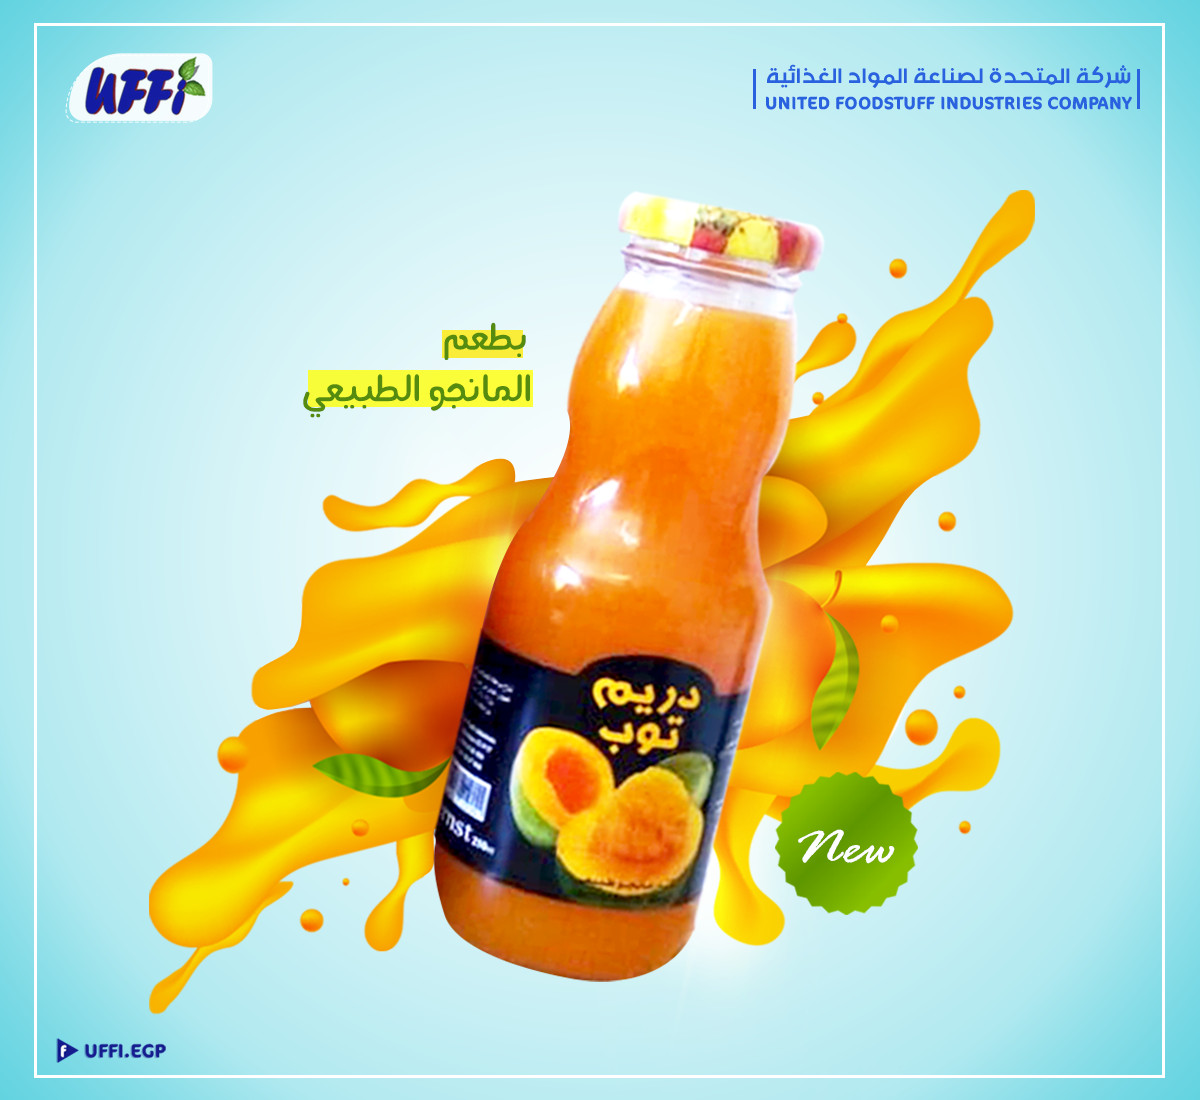 UFFi
شركة المتحدة لصناعة المواد الغذائية
UNITED FOODSTUFF INDUSTRIES COMPANY
بطعم
المانجو الطبيعي
دريم
توب
New
UFFI.EGP